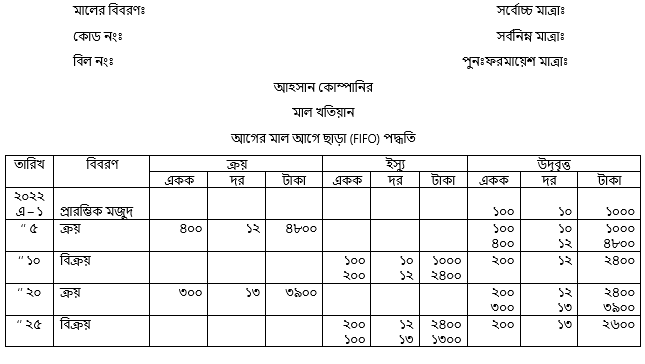 মালের বিবরণঃ সর্বোচ্চ মাত্রাঃ
কোড নংঃ সর্বনিম্ন মাত্রাঃ
বিল নংঃ পুনঃফরমায়েশ মাত্রাঃ
আহসান কোম্পানির
মাল খতিয়ান
আগের মাল আগে ছাড়া (FIFO) পদ্ধতি
তারিখ বিবরণ ক্রয় ইস্যু উদ্বৃত্ত
একক দর টাকা একক দর টাকা একক দর টাকা
২০২২
এ – ১ প্রারম্ভিক মজুদ ১০০ ১০ ১০০০
“ ৫ ক্রয় ৪০০ ১২ ৪৮০০ ১০০ ১০ ১০০০
৪০০ ১২ ৪৮০০
“ ১০ বিক্রয় ১০০ ১০ ১০০০ ২০০ ১২ ২৪০০
২০০ ১২ ২৪০০
“ ২০ ক্রয় ৩০০ ১৩ ৩৯০০ ২০০ ১২ ২৪০০
৩০০ ১৩ ৩৯০০
“ ২৫ বিক্রয় ২০০ ১২ ২৪০০ ২০০ ১৩ ২৬০০
১০০ ১৩ ১৩০০